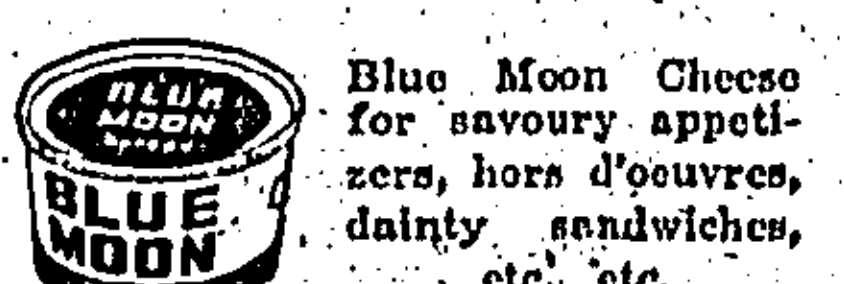 BLUE
MOON
Spread
BLUE
MOON
Blue Moon Cheese
for savoury appeti-
zers, hors d'oeuvres,
dainty sandwiches,
etc., etc.